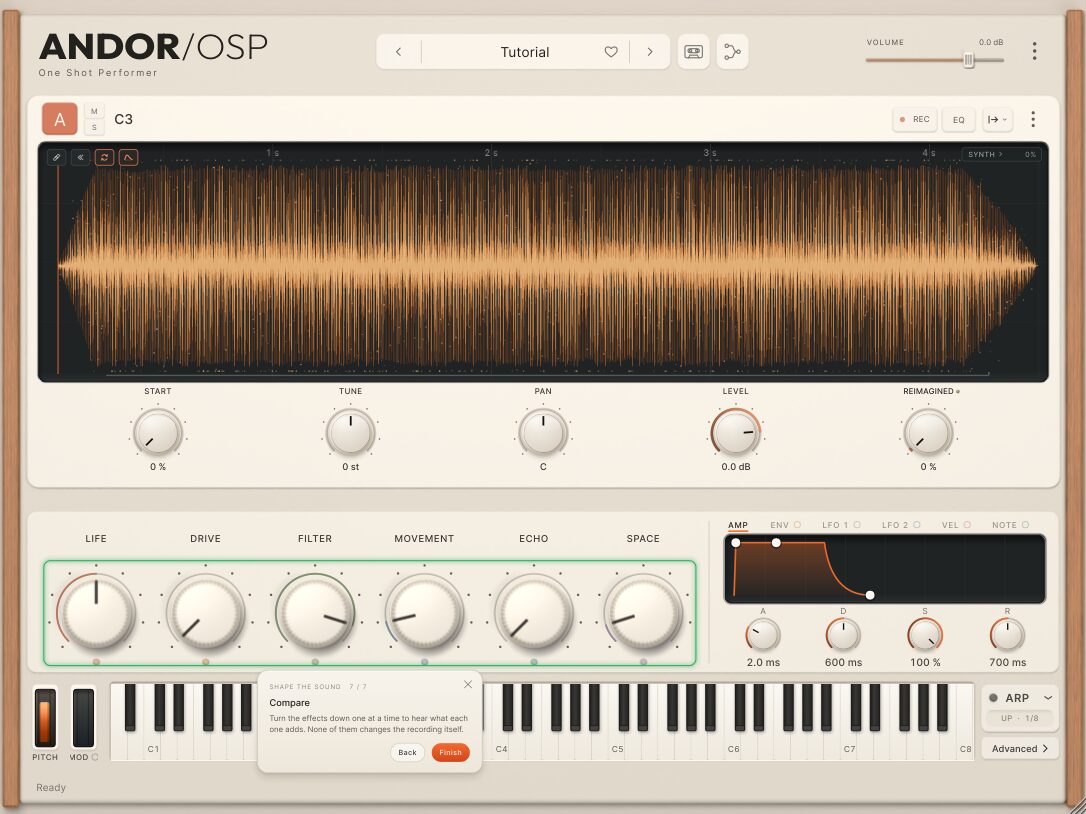 ANDOR/OSP
One Shot Performer
Tutorial
VOLUME 0.0 dB
A
M
S
C3
REC
EQ
1 s 2 s 3 s 4 s
SYNTH > 0%
START TUNE PAN LEVEL REIMAGINED
0 % 0 st C 0.0 dB 0 %
LIFE DRIVE FILTER MOVEMENT ECHO SPACE
AMP ENV LFO 1 LFO 2 VEL NOTE
A D S R
2.0 ms 600 ms 100 % 700 ms
PITCH MOD
C1 C4 C5 C6 C7 C8
SHAPE THE SOUND 7 / 7
Compare
Turn the effects down one at a time to hear what each
one adds. None of them changes the recording itself.
Back Finish
ARP
UP · 1/8
Advanced >
Ready